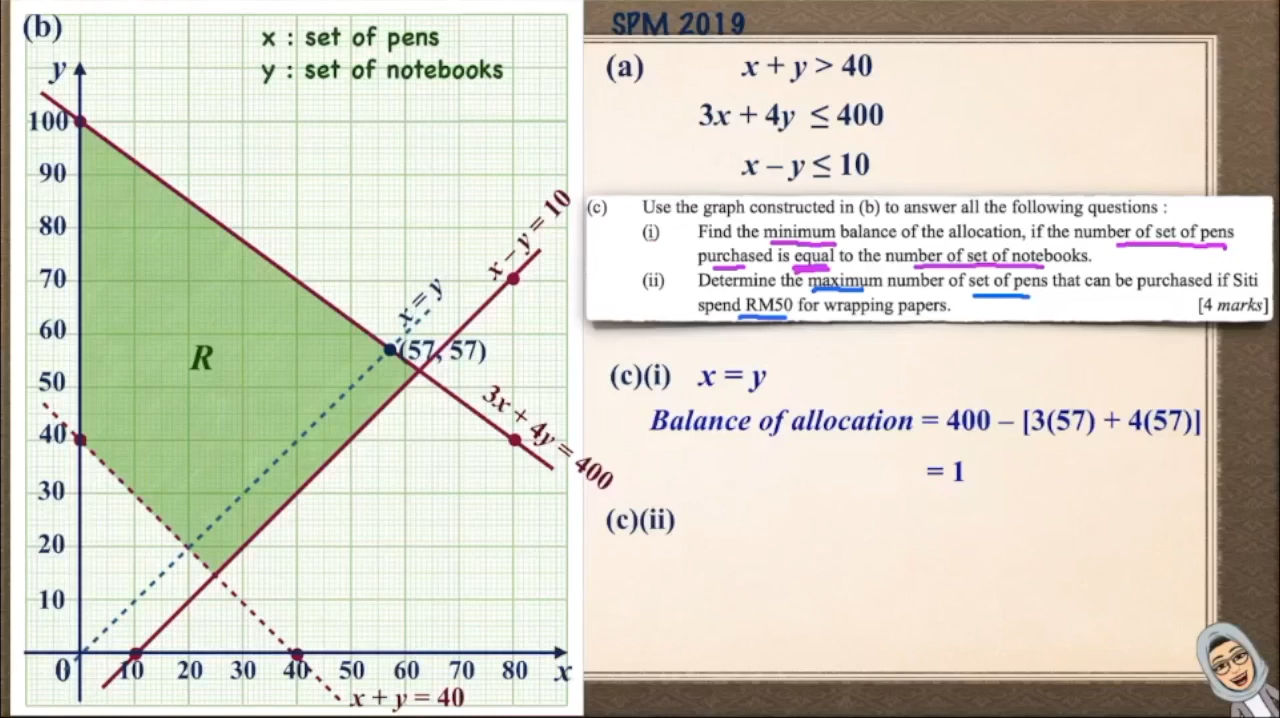 (b)
x : set of pens
y : set of notebooks
y
100
90
80
70
60
50
40
30
20
10
0
10 20 30 40 50 60 70 80 x
R
x = y
x – y = 10
(57, 57)
3x + 4y = 400
x + y = 40
SPM 2019
(a) x + y > 40
3x + 4y ≤ 400
x – y ≤ 10
(c) Use the graph constructed in (b) to answer all the following questions :
(i) Find the minimum balance of the allocation, if the number of set of pens
purchased is equal to the number of set of notebooks.
(ii) Determine the maximum number of set of pens that can be purchased if Siti
spend RM50 for wrapping papers. [4 marks]
(c)(i) x = y
Balance of allocation = 400 – [3(57) + 4(57)]
= 1
(c)(ii)